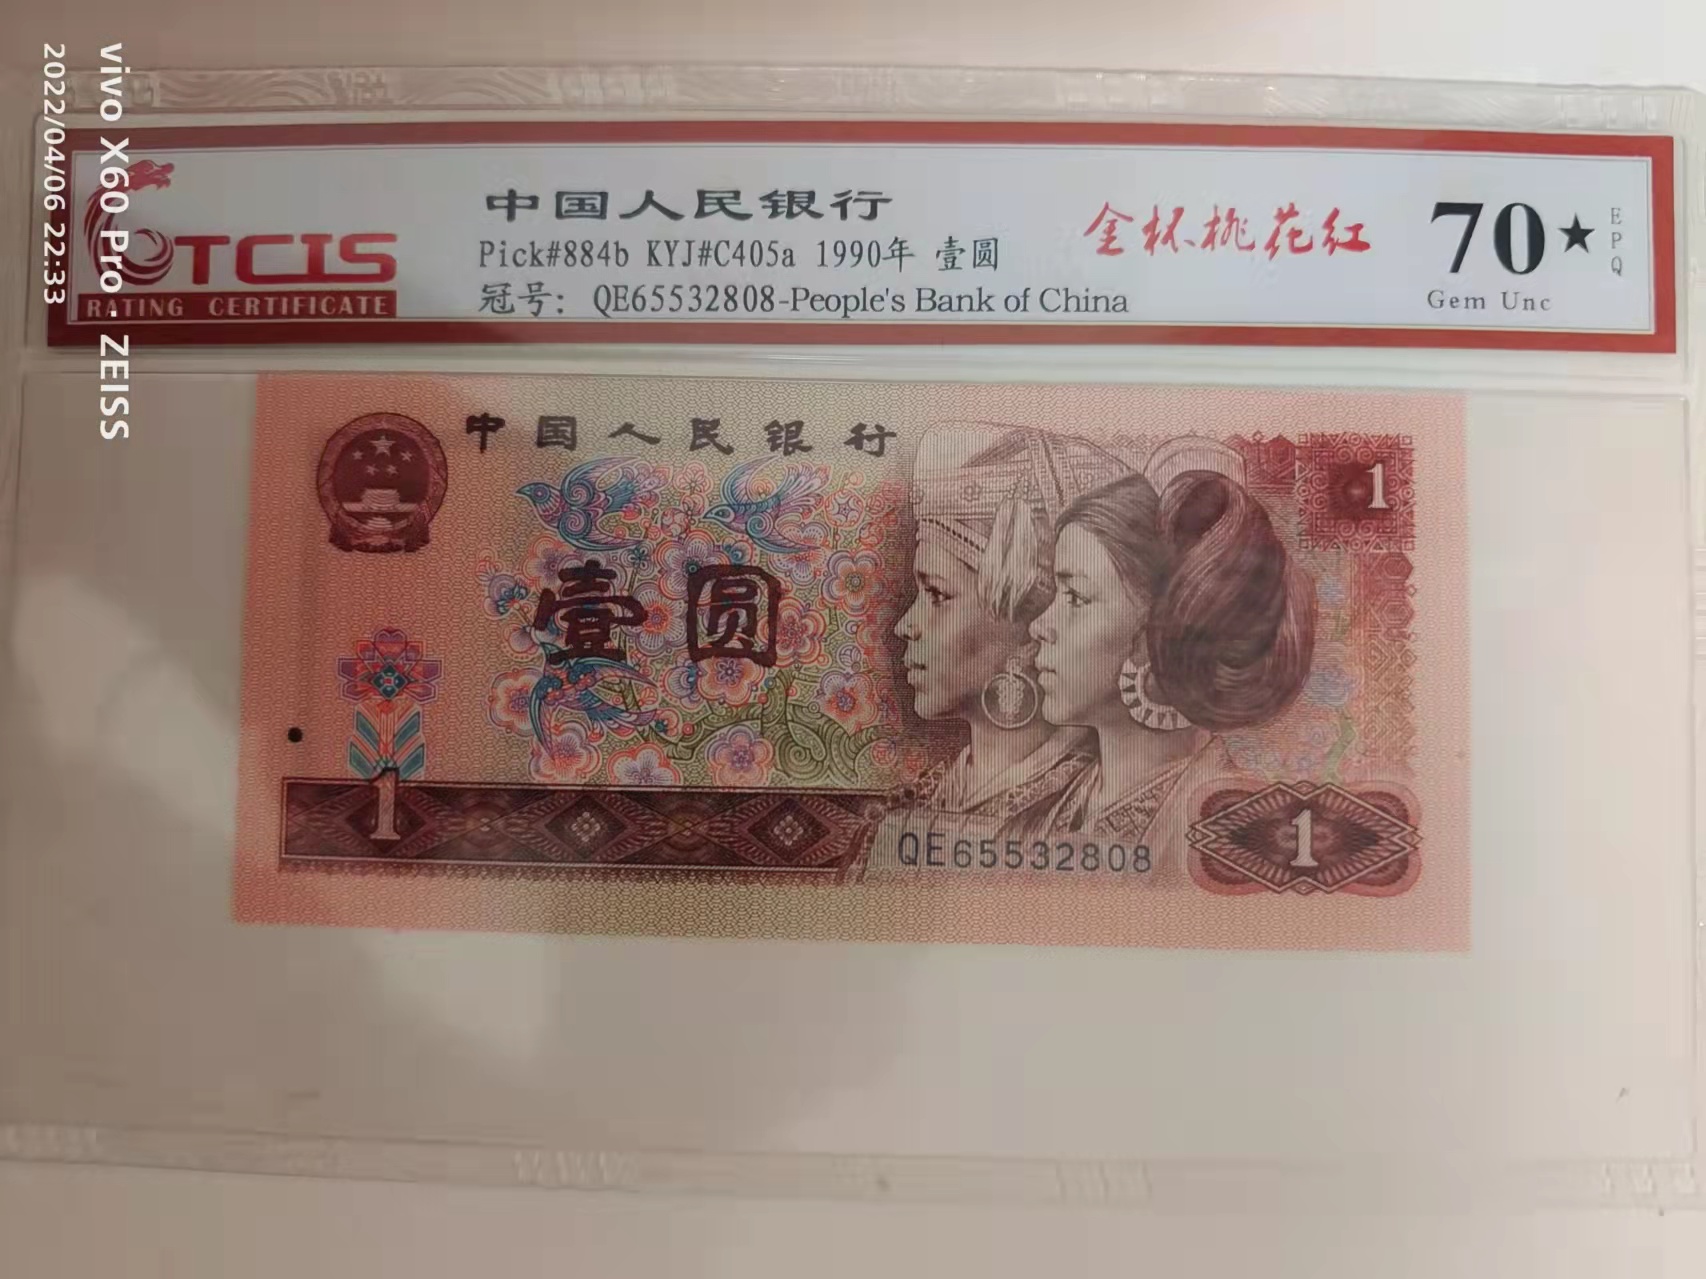 vivo X60 Pro · ZEISS
2022/04/06 22:33
TCIS
RATING CERTIFICATE
中国人民银行
Pick#884b KYJ#C405a 1990年 壹圆
冠号: QE65532808-People's Bank of China
金杯桃花红
70★
EPQ
Gem Unc
中国人民银行
1
壹圆
1
QE65532808
1